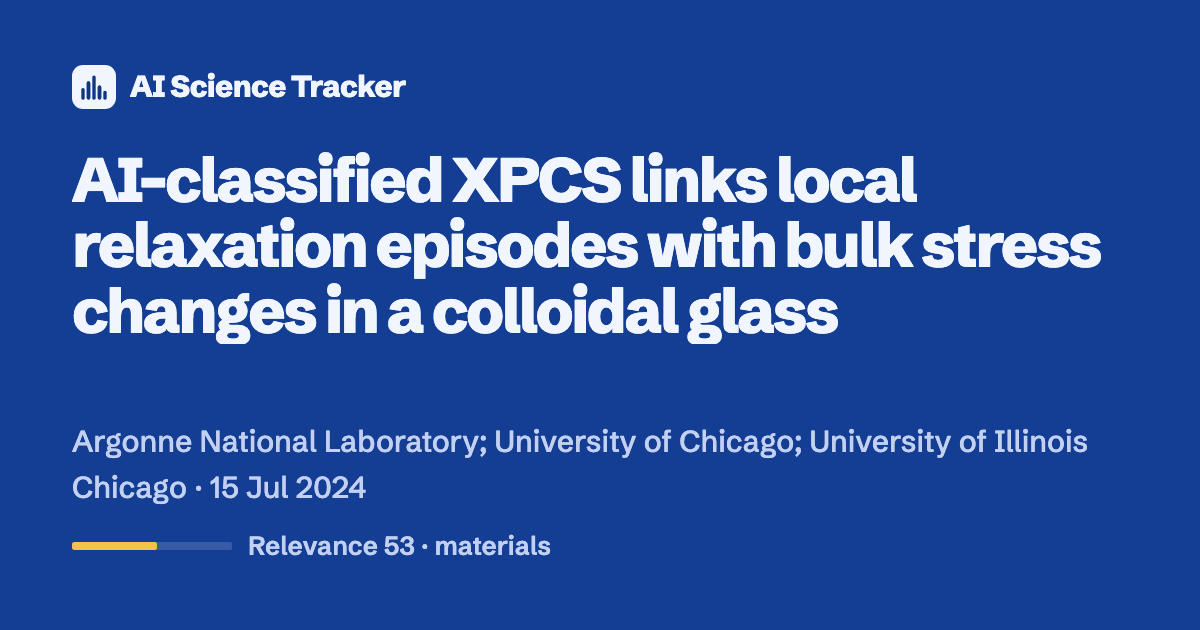 AI Science Tracker
AI-classified XPCS links local
relaxation episodes with bulk stress
changes in a colloidal glass
Argonne National Laboratory; University of Chicago; University of Illinois
Chicago · 15 Jul 2024
Relevance 53 · materials